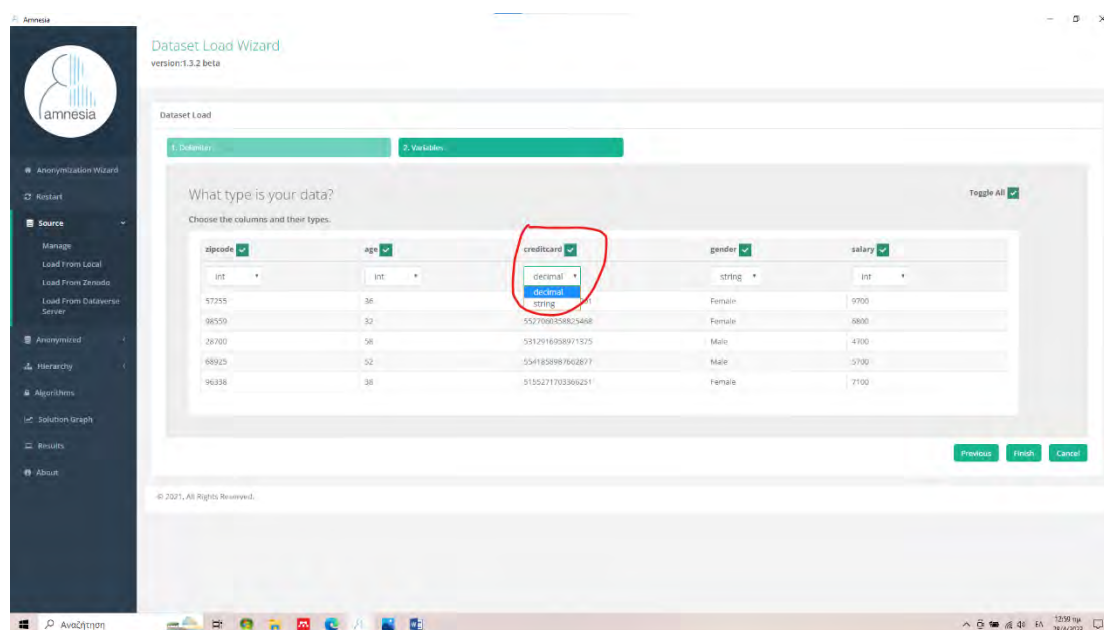 Amnesia
Dataset Load Wizard
version:1.3.2 beta
amnesia
Dataset Load
1. Delimiter
2. Variables
Anonymization Wizard
Restart
Source
Manage
Load From Local
Load From Zenodo
Load From Dataverse
Server
Anonymized
Hierarchy
Algorithms
Solution Graph
Results
About
What type is your data?
Toggle All
Choose the columns and their types.
zipcode age creditcard gender salary
int int decimal string int
decimal
string
57255 36 Female 9700
98550 32 5527060358825468 Female 6800
28700 56 5312916958971375 Male 4700
68925 52 5541858987602877 Male 5700
96338 38 5155271703366251 Female 7100
Previous Finish Cancel
© 2021, All Rights Reserved.
Αναζήτηση
12:59 πμ